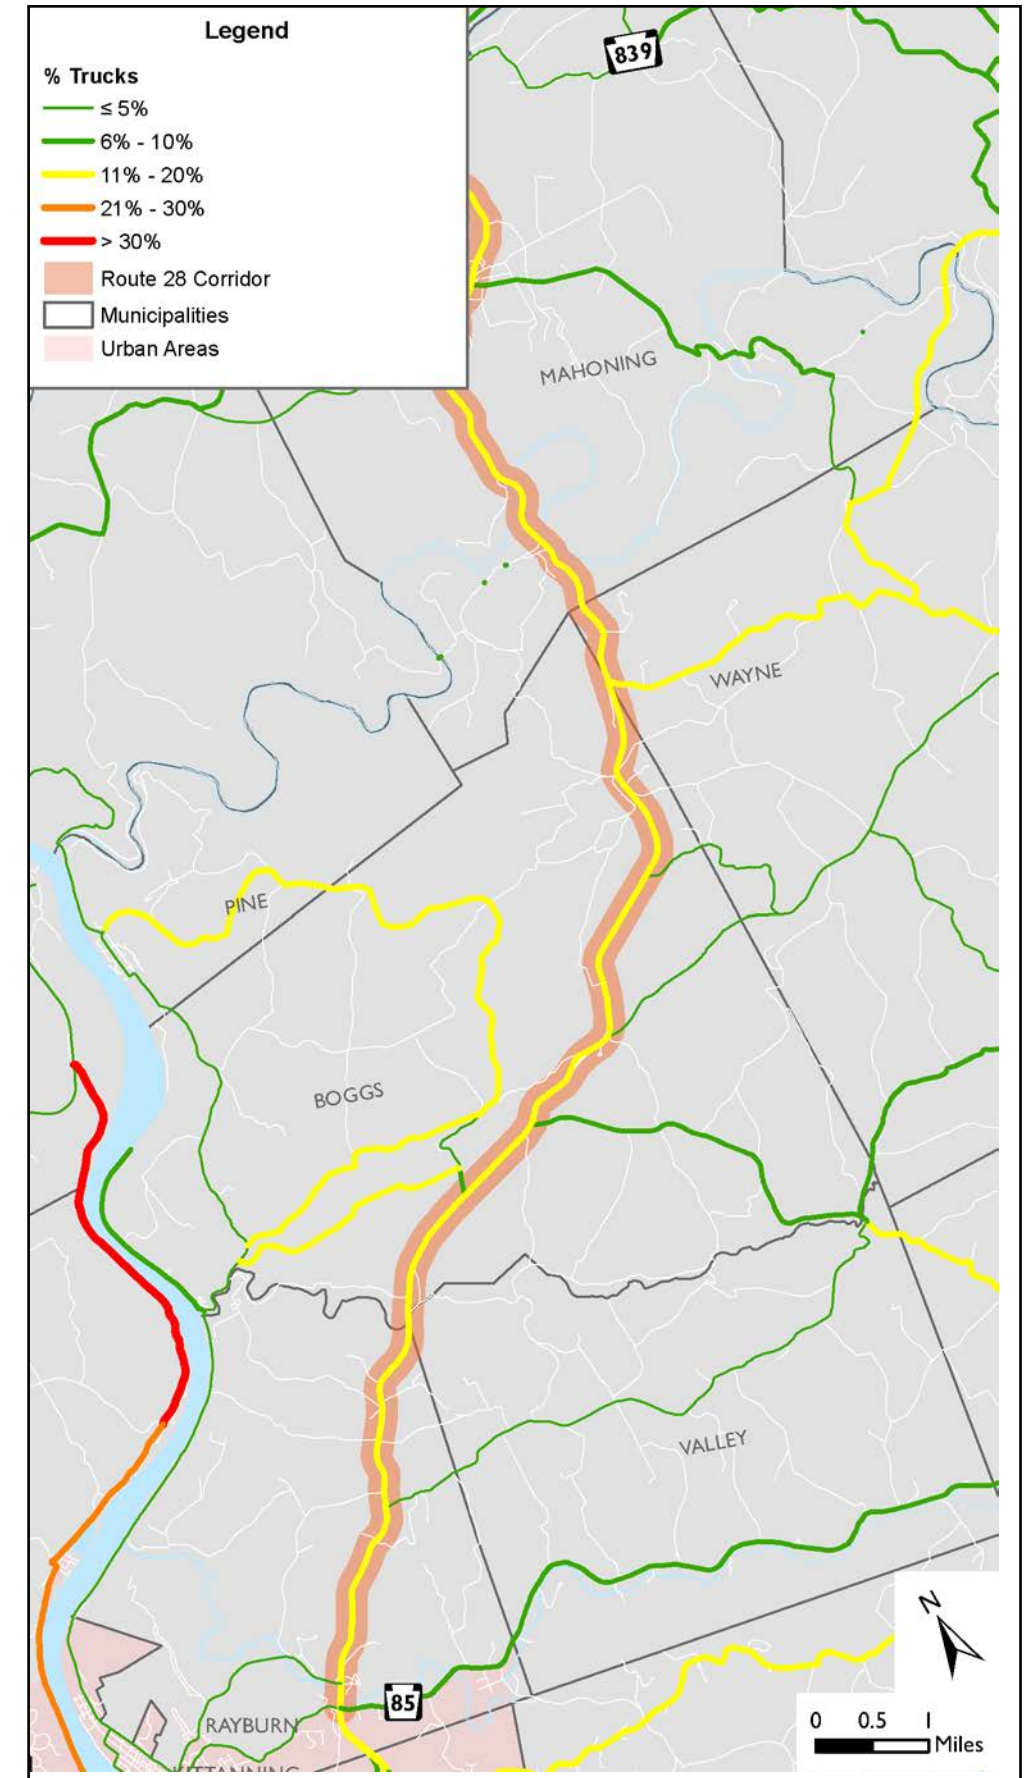 Legend
% Trucks
≤ 5%
6% - 10%
11% - 20%
21% - 30%
> 30%
Route 28 Corridor
Municipalities
Urban Areas
839
MAHONING
WAYNE
PINE
BOGGS
VALLEY
N
85
RAYBURN
KITTANNING
0 0.5 1
Miles